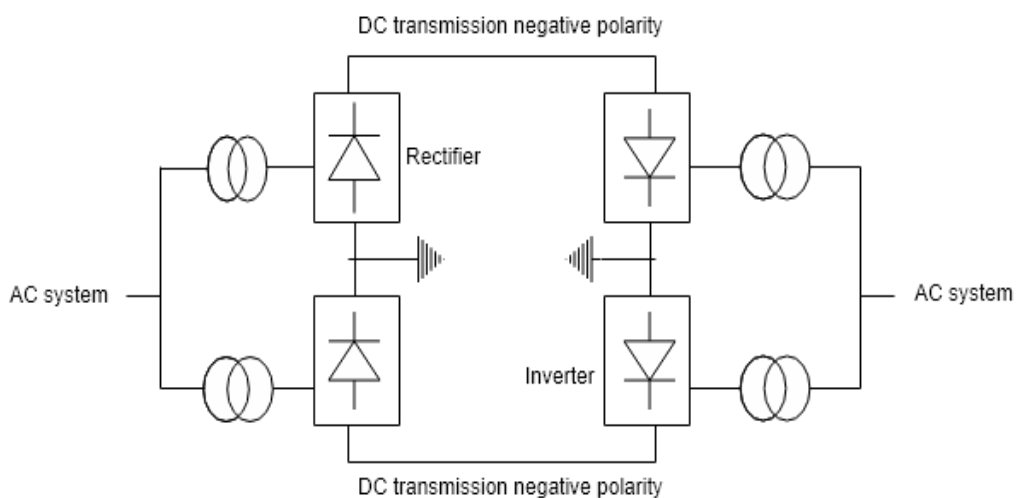 DC transmission negative polarity
Rectifier
AC system
AC system
Inverter
DC transmission negative polarity